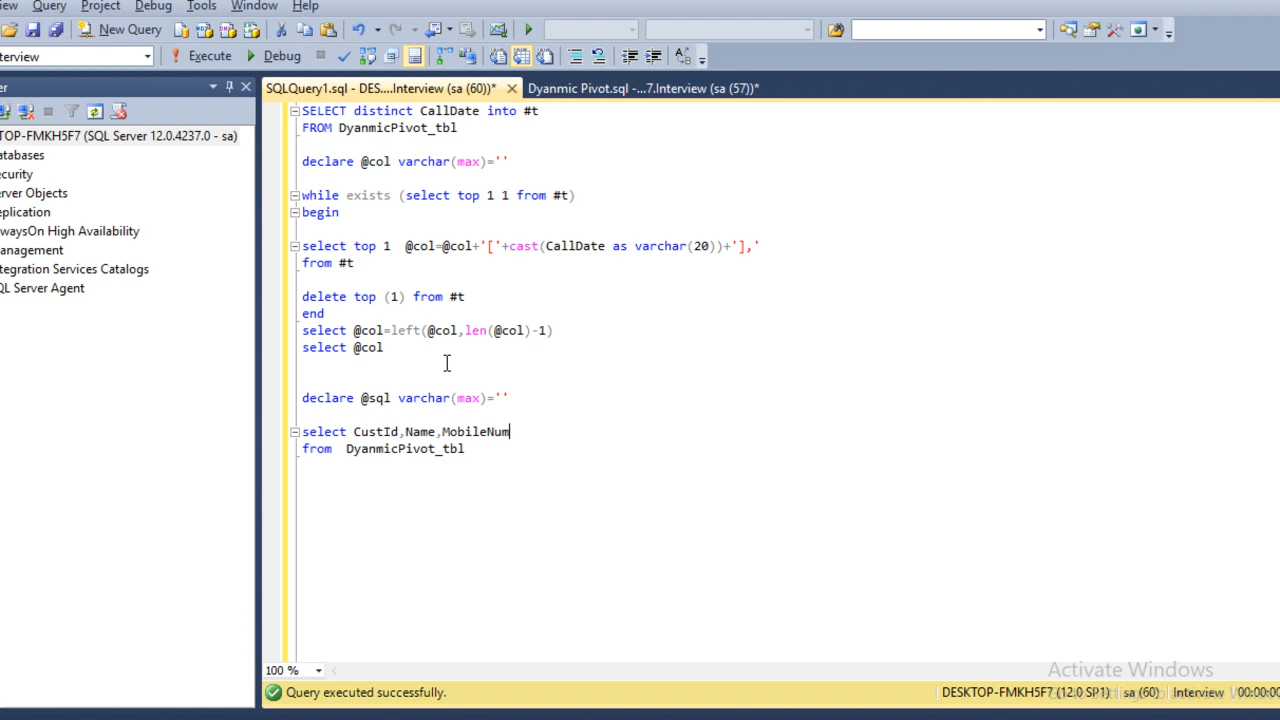 iew Query Project Debug Tools Window Help
New Query
terview Execute Debug
er
SQLQuery1.sql - DES....Interview (sa (60))* Dyanmic Pivot.sql -...7.Interview (sa (57))*
TOP-FMKH5F7 (SQL Server 12.0.4237.0 - sa)
atabases
ecurity
rver Objects
eplication
waysOn High Availability
anagement
tegration Services Catalogs
QL Server Agent
SELECT distinct CallDate into #t
FROM DyanmicPivot_tbl
declare @col varchar(max)=''
while exists (select top 1 1 from #t)
begin
select top 1  @col=@col+'['+cast(CallDate as varchar(20))+'],'
from #t
delete top (1) from #t
end
select @col=left(@col,len(@col)-1)
select @col
declare @sql varchar(max)=''
select CustId,Name,MobileNum
from  DyanmicPivot_tbl
100 %
Activate Windows
Query executed successfully.
DESKTOP-FMKH5F7 (12.0 SP1) sa (60) Interview 00:00:00